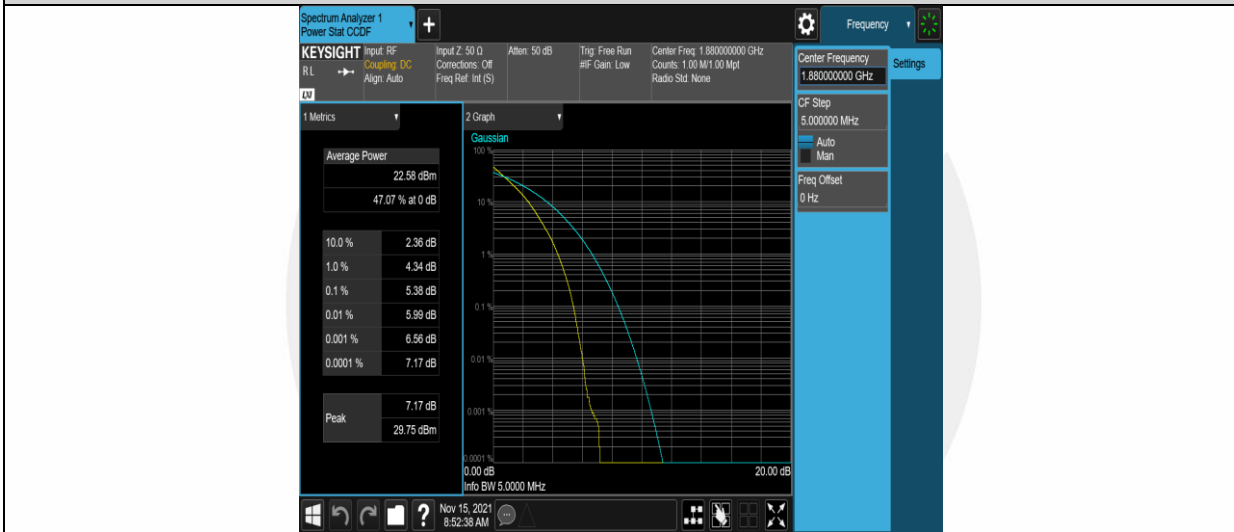 Spectrum Analyzer 1
Power Stat CCDF
+
Frequency
KEYSIGHT
RL
LXI
Input: RF
Coupling: DC
Align: Auto
Input Z: 50 Ω
Corrections: Off
Freq Ref: Int (S)
Atten: 50 dB
Trig: Free Run
#IF Gain: Low
Center Freq: 1.880000000 GHz
Counts: 1.00 M/1.00 Mpt
Radio Std: None
Center Frequency
1.880000000 GHz
Settings
CF Step
5.000000 MHz
Auto
Man
Freq Offset
0 Hz
1 Metrics
Average Power
22.58 dBm
47.07 % at 0 dB
10.0 % 2.36 dB
1.0 % 4.34 dB
0.1 % 5.38 dB
0.01 % 5.99 dB
0.001 % 6.56 dB
0.0001 % 7.17 dB
Peak
7.17 dB
29.75 dBm
2 Graph
Gaussian
100 %
10 %
1 %
0.1 %
0.01 %
0.001 %
0.0001 %
0.00 dB 20.00 dB
Info BW 5.0000 MHz
?
Nov 15, 2021
8:52:38 AM